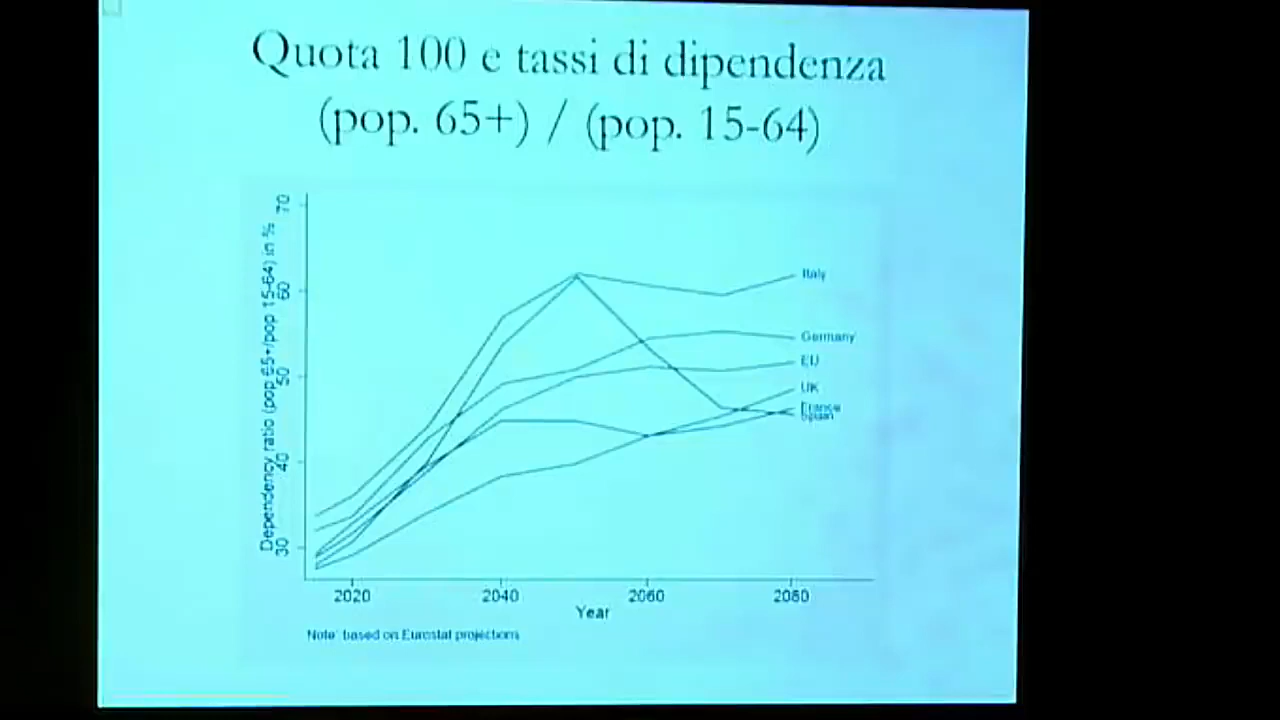 Quota 100 e tassi di dipendenza
(pop. 65+) / (pop. 15-64)
Dependency ratio (pop 65+/pop 15-64) in %
70
60
50
40
30
Italy
Germany
EU
UK
France
Spain
2020
2040
2060
2080
Year
Note: based on Eurostat projections